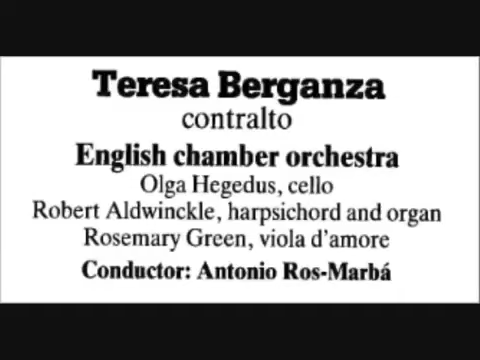 Teresa Berganza
contralto
English chamber orchestra
Olga Hegedus, cello
Robert Aldwinckle, harpsichord and organ
Rosemary Green, viola d'amore
Conductor: Antonio Ros-Marbá